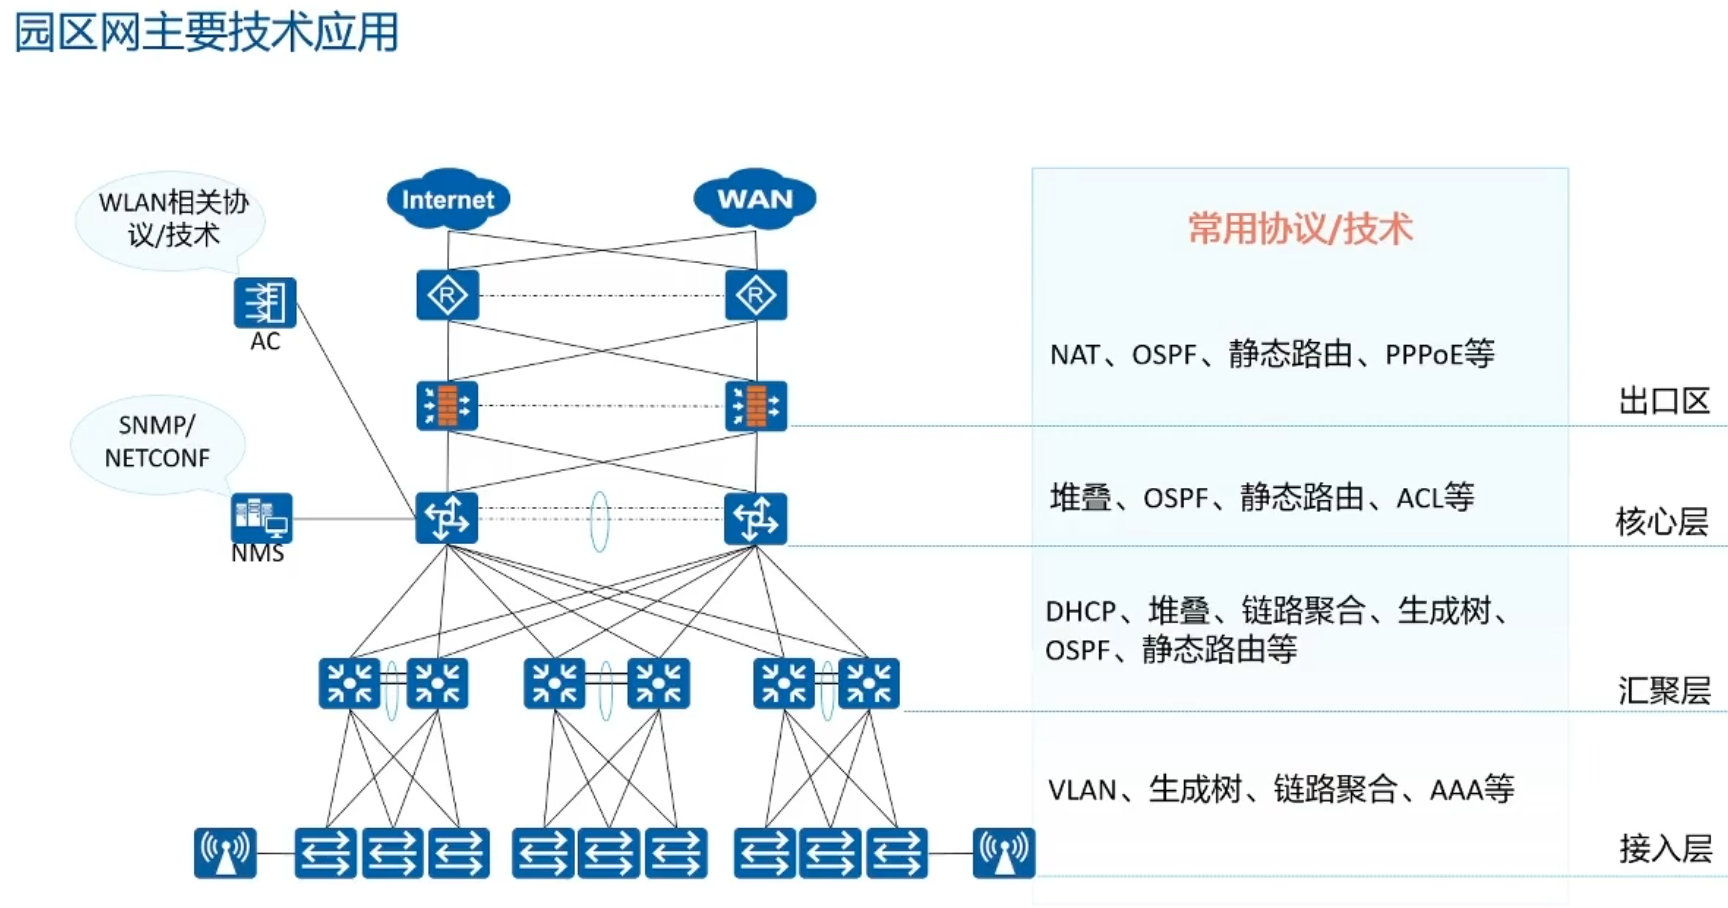 园区网主要技术应用
WLAN相关协
议/技术
Internet
WAN
常用协议/技术
R
R
AC
NAT、OSPF、静态路由、PPPoE等
出口区
SNMP/
NETCONF
堆叠、OSPF、静态路由、ACL等
核心层
NMS
DHCP、堆叠、链路聚合、生成树、
OSPF、静态路由等
汇聚层
VLAN、生成树、链路聚合、AAA等
接入层